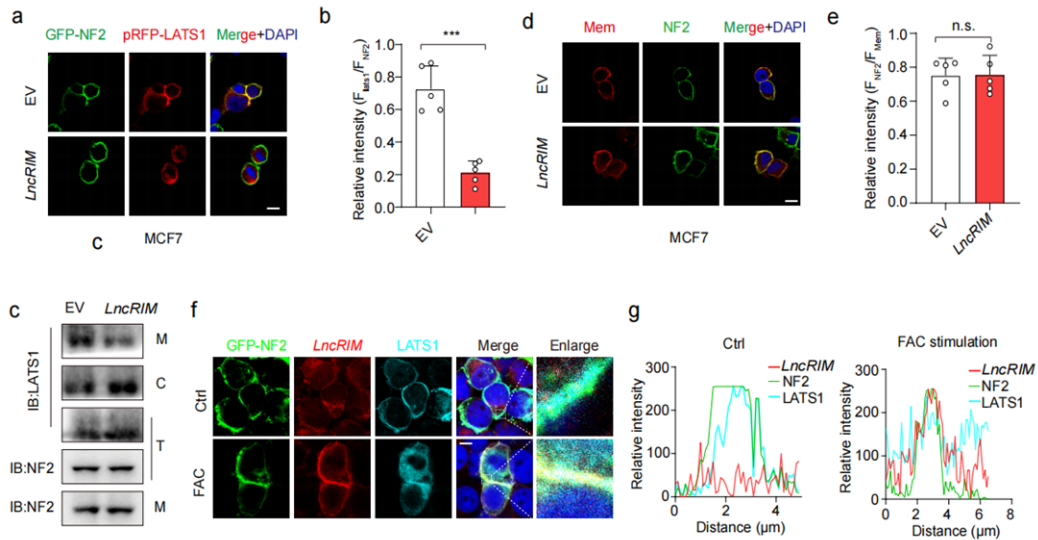 a
GFP-NF2 pRFP-LATS1 Merge+DAPI
EV
LncRIM
MCF7
c
b
Relative intensity (Flats1/FNF2)
***
1.0
0.8
0.6
0.4
0.2
0.0
EV
d
Mem NF2 Merge+DAPI
EV
LncRIM
MCF7
e
Relative intensity (FNF2/FMem)
n.s.
1.0
0.8
0.6
0.4
0.2
0.0
EV LncRIM
c
EV LncRIM
IB:LATS1
M
C
T
IB:NF2
IB:NF2 M
f
GFP-NF2 LncRIM LATS1 Merge Enlarge
Ctrl
FAC
g
Ctrl
Relative intensity
300
200
100
0
0 2 4
Distance (µm)
LncRIM
NF2
LATS1
FAC stimulation
Relative intensity
300
200
100
0
0 2 4 6 8
Distance (µm)
LncRIM
NF2
LATS1